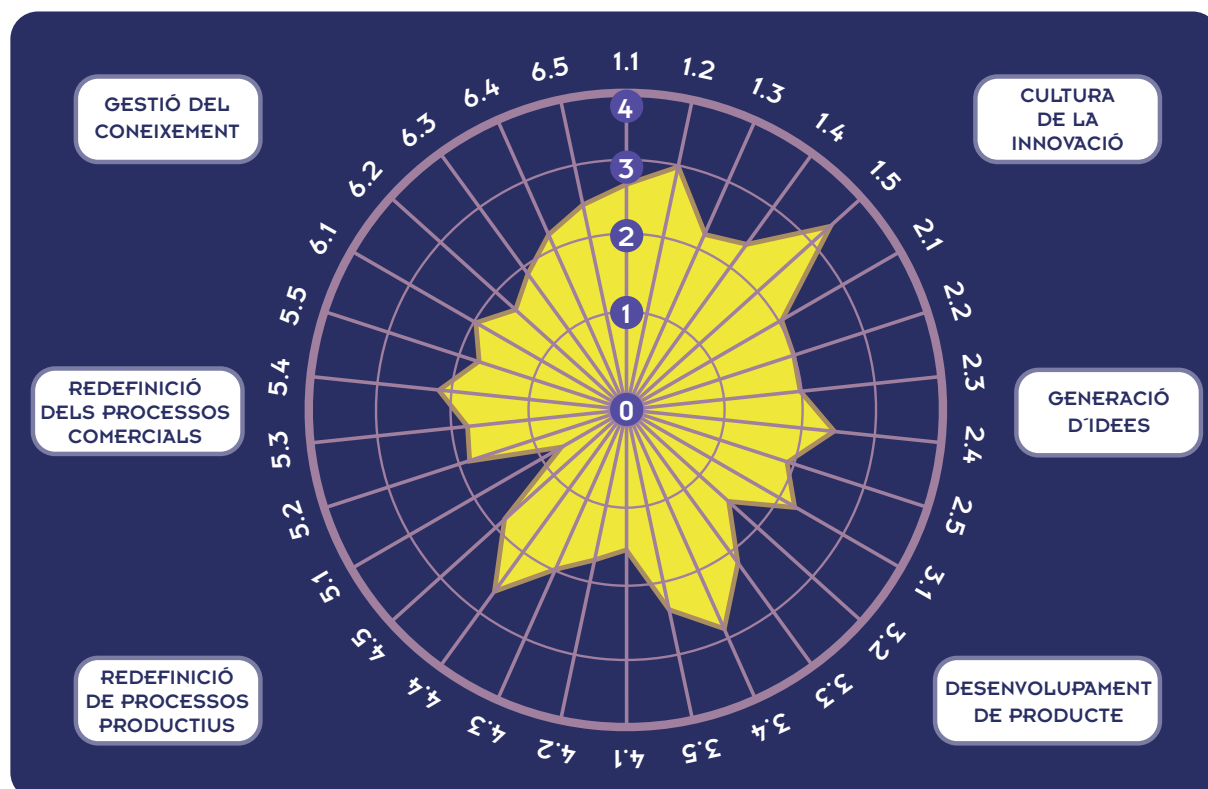 GESTIÓ DEL
CONEIXEMENT
CULTURA
DE LA
INNOVACIÓ
REDEFINICIÓ
DELS PROCESSOS
COMERCIALS
GENERACIÓ
D´IDEES
REDEFINICIÓ
DE PROCESSOS
PRODUCTIUS
DESENVOLUPAMENT
DE PRODUCTE
1.1
1.2
1.3
1.4
1.5
2.1
2.2
2.3
2.4
2.5
3.1
3.2
3.3
3.4
3.5
4.1
4.2
4.3
4.4
4.5
5.1
5.2
5.3
5.4
5.5
6.1
6.2
6.3
6.4
6.5
4
3
2
1
0